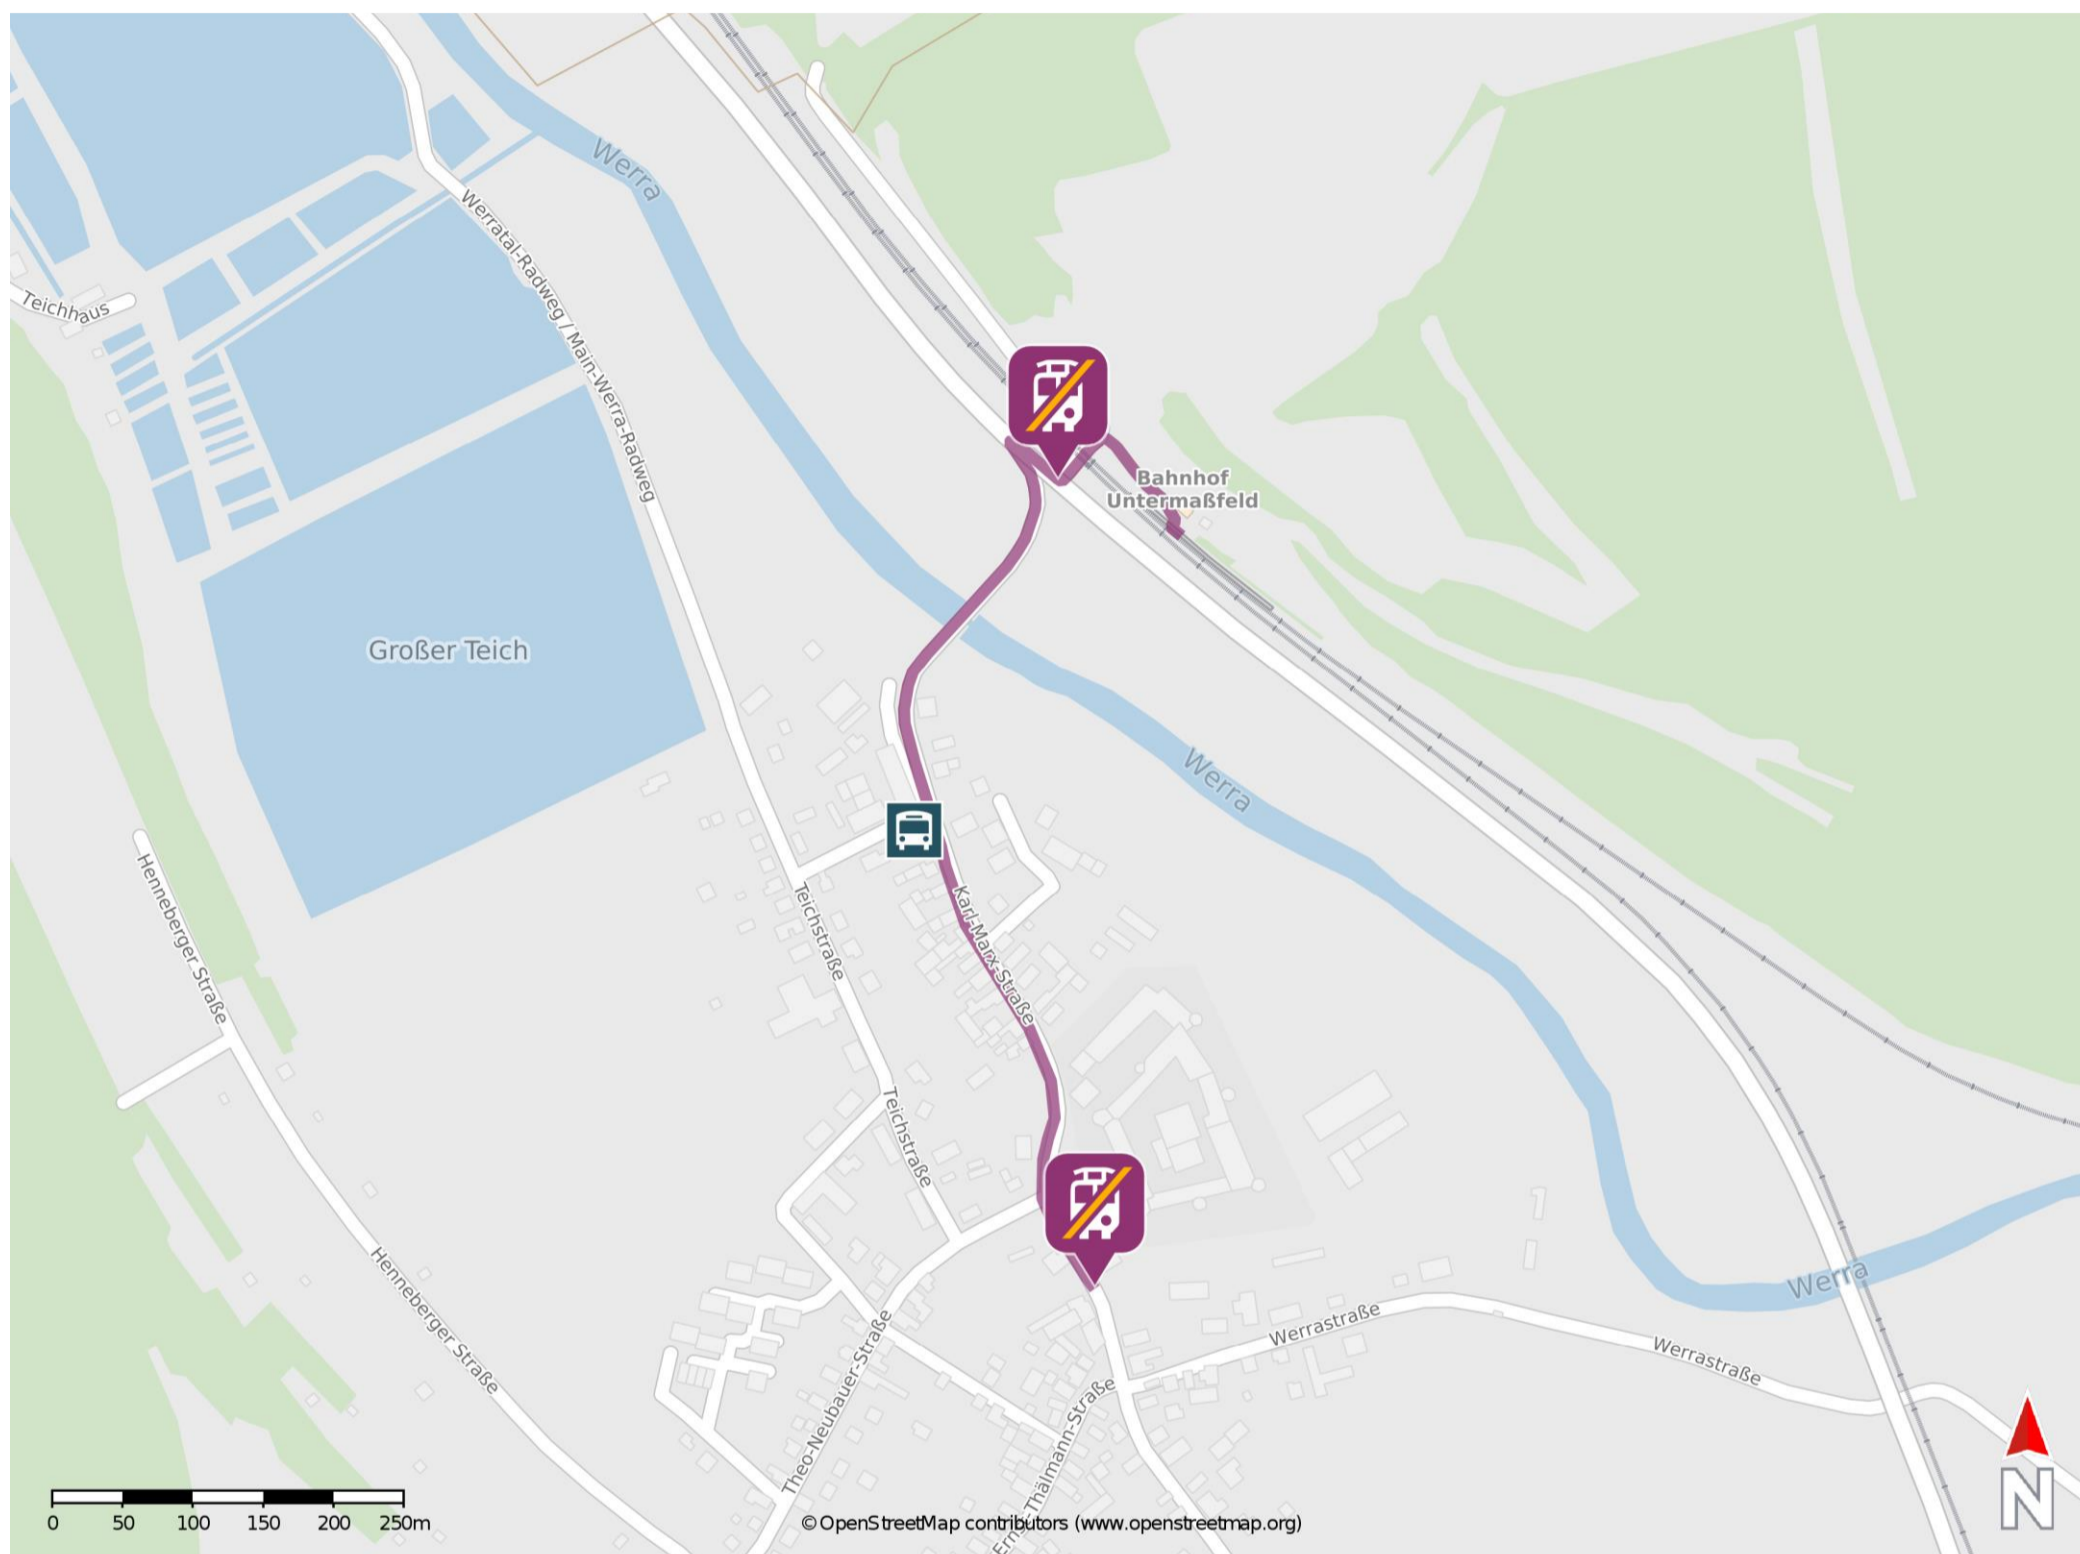 Werra
Werratal-Radweg / Main-Werra-Radweg
Teichhaus
Bahnhof
Untermaßfeld
Großer Teich
Werra
Henneberger Straße
Teichstraße
Karl-Marx-Straße
Teichstraße
Werra
Henneberger Straße
Werrastraße
Werrastraße
Theo-Neubauer-Straße
Ernst-Thälmann-Straße
N
0 50 100 150 200 250m
©OpenStreetMap contributors (www.openstreetmap.org)